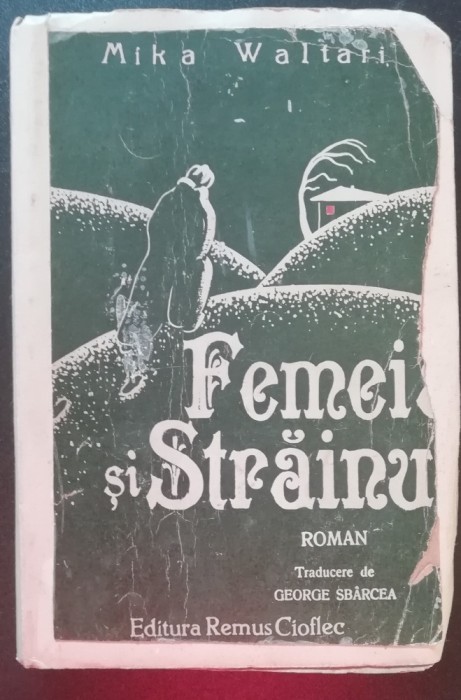 Mika Waltari
Femei
și Străinu
ROMAN
Traducere de
GEORGE SBÂRCEA
Editura Remus Cioflec